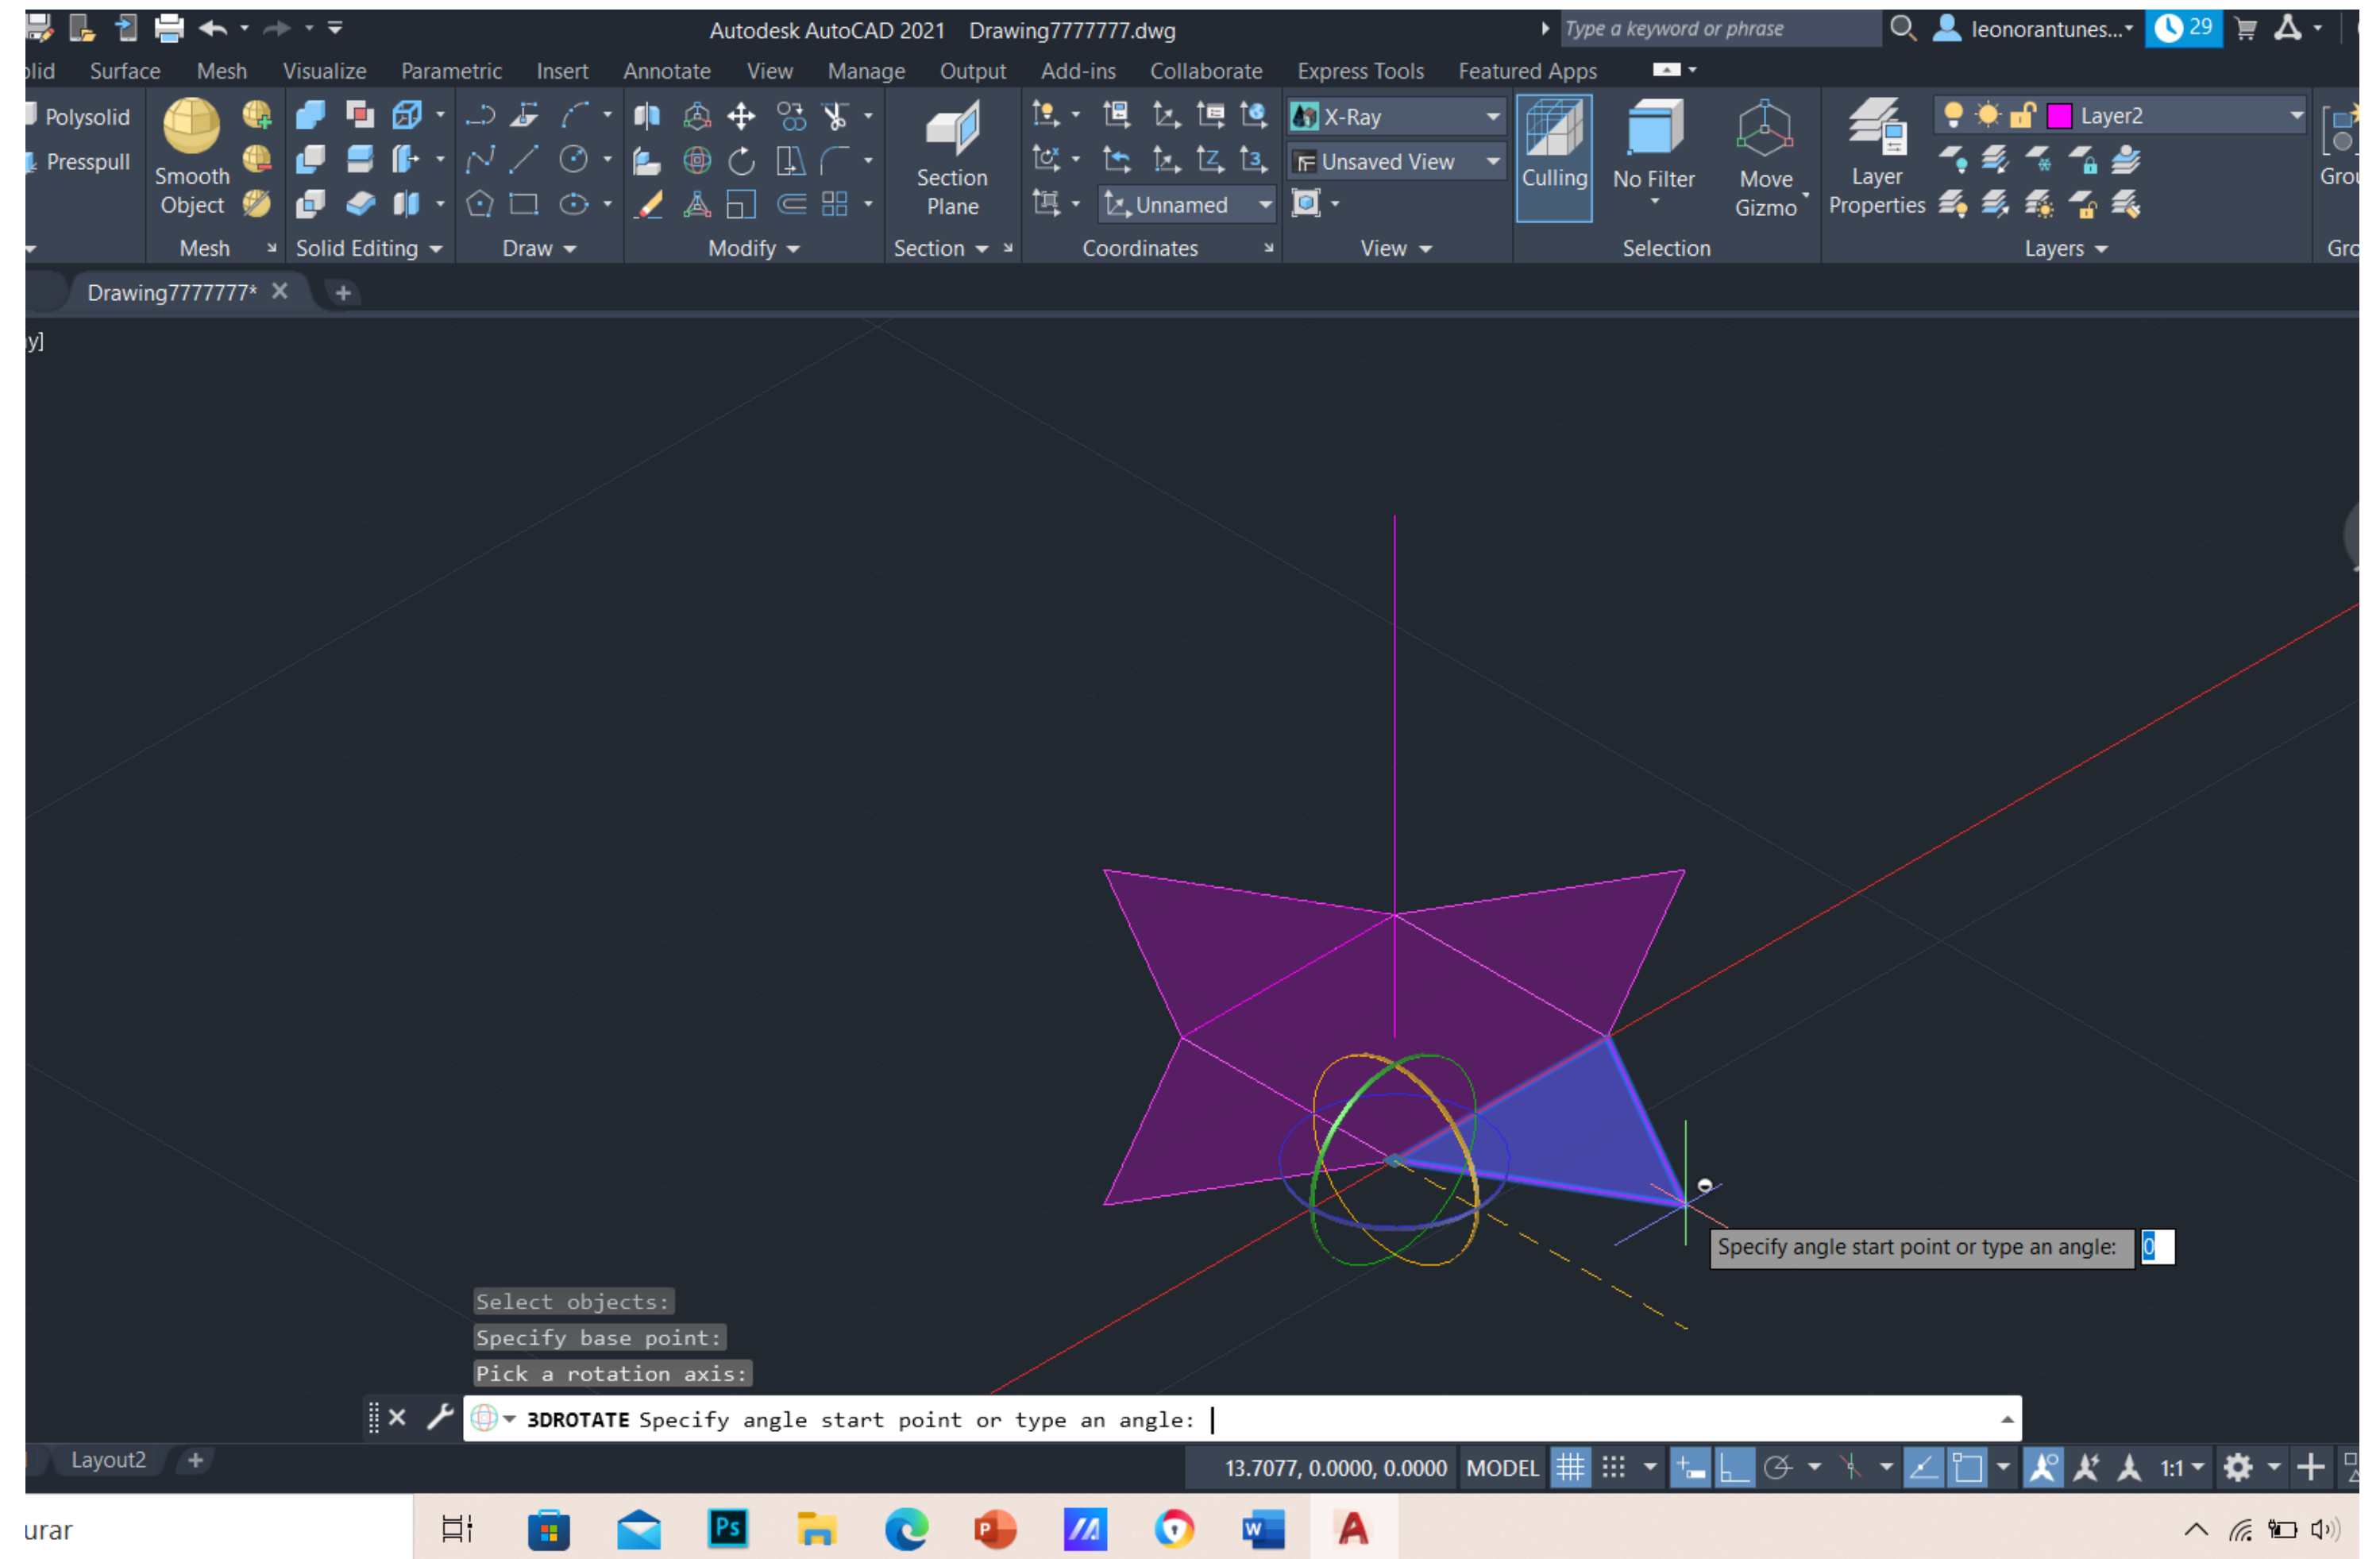 Autodesk AutoCAD 2021 Drawing7777777.dwg Type a keyword or phrase leonorantunes... 29
olid Surface Mesh Visualize Parametric Insert Annotate View Manage Output Add-ins Collaborate Express Tools Featured Apps
Polysolid
Presspull
Smooth
Object
Mesh
Solid Editing
Draw
Modify
Section
Plane
Section
Unnamed
Coordinates
X-Ray
Unsaved View
View
Culling
No Filter
Move
Gizmo
Selection
Layer
Properties
Layer2
Layers
Grou
Gro
Drawing7777777*
y]
Specify angle start point or type an angle: 0
Select objects:
Specify base point:
Pick a rotation axis:
3DROTATE Specify angle start point or type an angle:
Layout2
13.7077, 0.0000, 0.0000 MODEL 1:1
urar
Ps
P
W
A